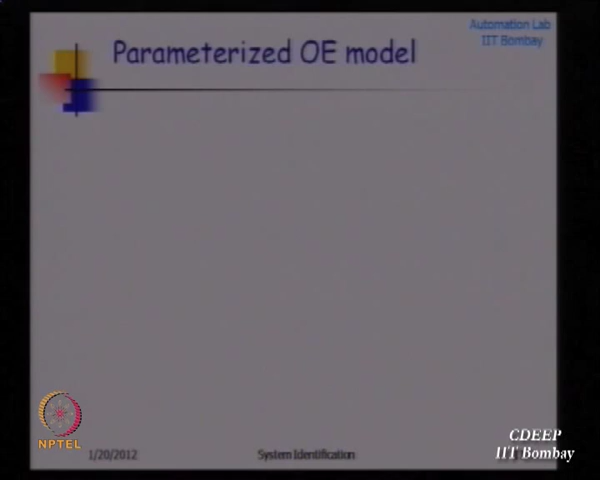 Automation Lab
IIT Bombay
Parameterized OE model
NPTEL
1/20/2012
System Identification
CDEEP
IIT Bombay